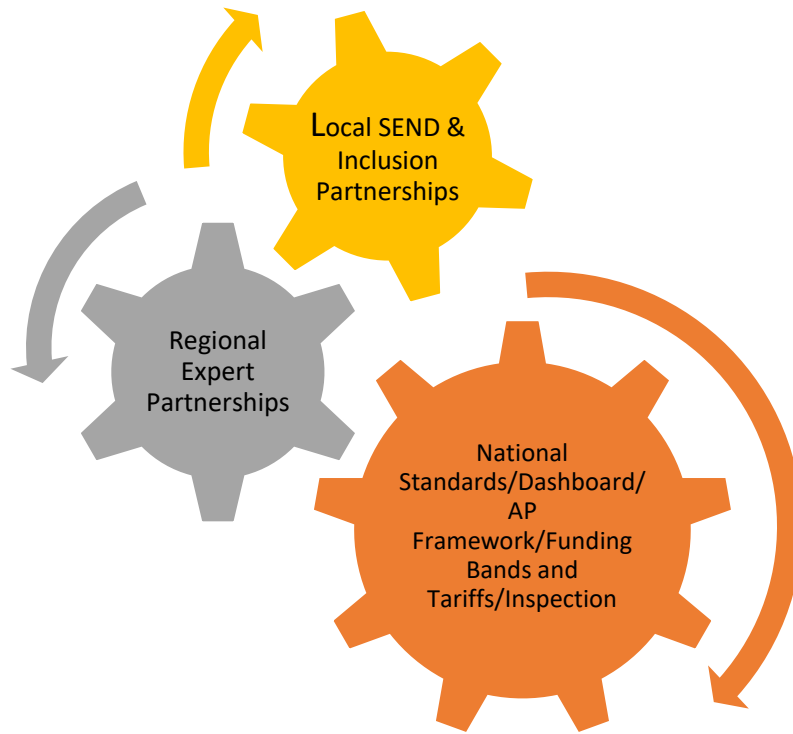 Local SEND &
Inclusion
Partnerships
Regional
Expert
Partnerships
National
Standards/Dashboard/
AP
Framework/Funding
Bands and
Tariffs/Inspection